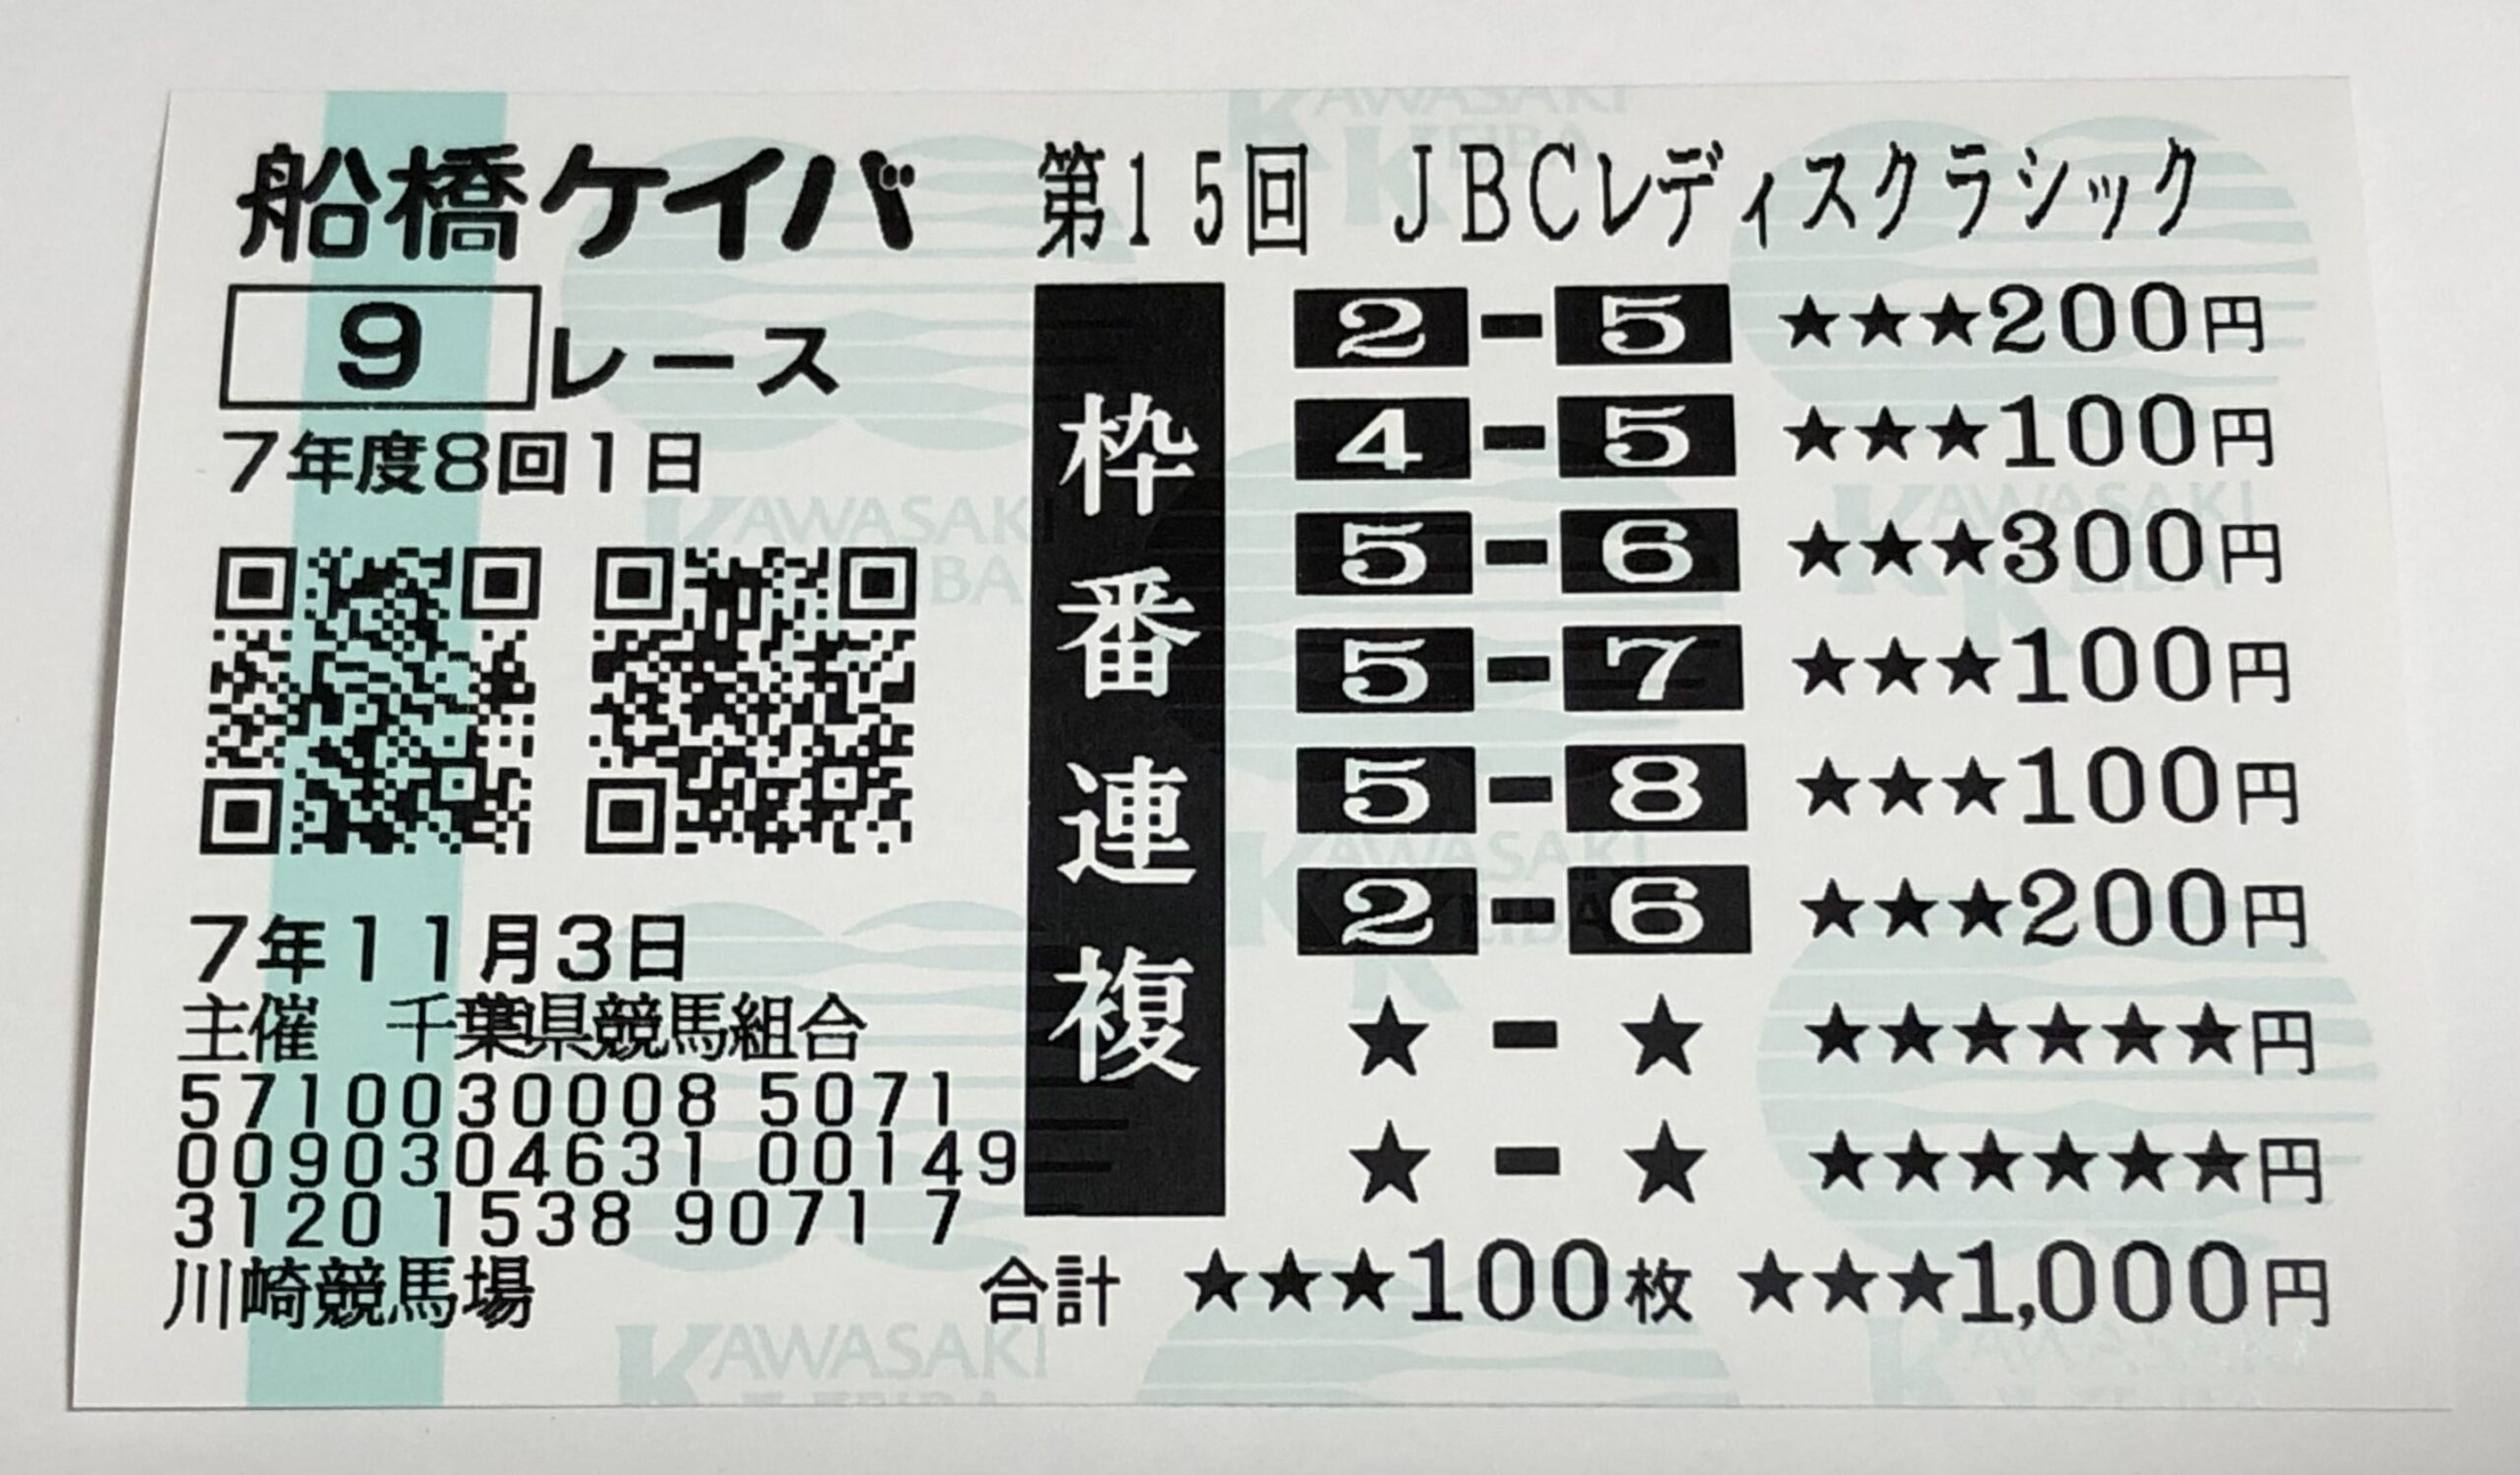 船橋ケイバ 第15回 JBCレディスクラシック
9レース
7年度8回1日
7年11月3日
主催 千葉県競馬組合
5710030008 5071
0090304631 00149
3120 1538 9071 7
川崎競馬場
枠番連複
2-5 ★★★200円
4-5 ★★★100円
5-6 ★★★300円
5-7 ★★★100円
5-8 ★★★100円
2-6 ★★★200円
★-★ ★★★★★★円
★-★ ★★★★★★円
合計 ★★★100枚 ★★★1,000円
KAWASAKI
KEIBA